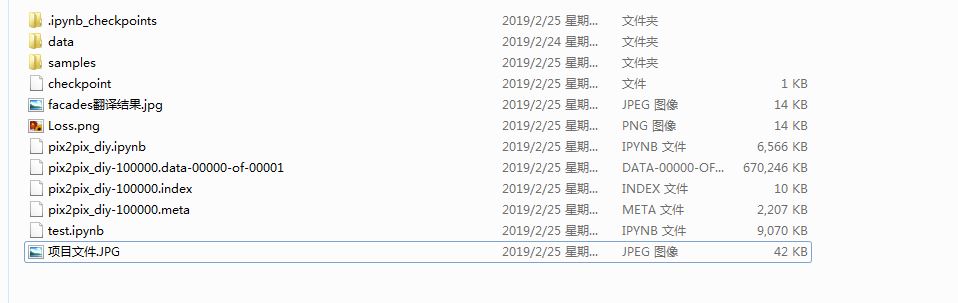 .ipynb_checkpoints 2019/2/25 星期... 文件夹
data 2019/2/24 星期... 文件夹
samples 2019/2/25 星期... 文件夹
checkpoint 2019/2/25 星期... 文件 1 KB
facades翻译结果.jpg 2019/2/25 星期... JPEG 图像 14 KB
Loss.png 2019/2/25 星期... PNG 图像 14 KB
pix2pix_diy.ipynb 2019/2/25 星期... IPYNB 文件 6,566 KB
pix2pix_diy-100000.data-00000-of-00001 2019/2/25 星期... DATA-00000-OF... 670,246 KB
pix2pix_diy-100000.index 2019/2/25 星期... INDEX 文件 10 KB
pix2pix_diy-100000.meta 2019/2/25 星期... META 文件 2,207 KB
test.ipynb 2019/2/25 星期... IPYNB 文件 9,070 KB
项目文件.JPG 2019/2/25 星期... JPEG 图像 42 KB